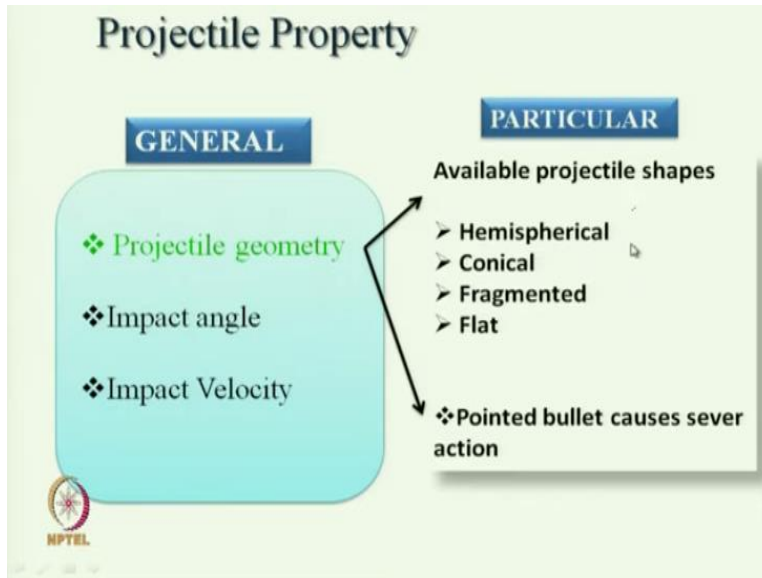 Projectile Property
GENERAL
❖ Projectile geometry
❖Impact angle
❖Impact Velocity
PARTICULAR
Available projectile shapes
➢ Hemispherical
➢ Conical
➢ Fragmented
➢ Flat
❖Pointed bullet causes sever
action
NPTEL